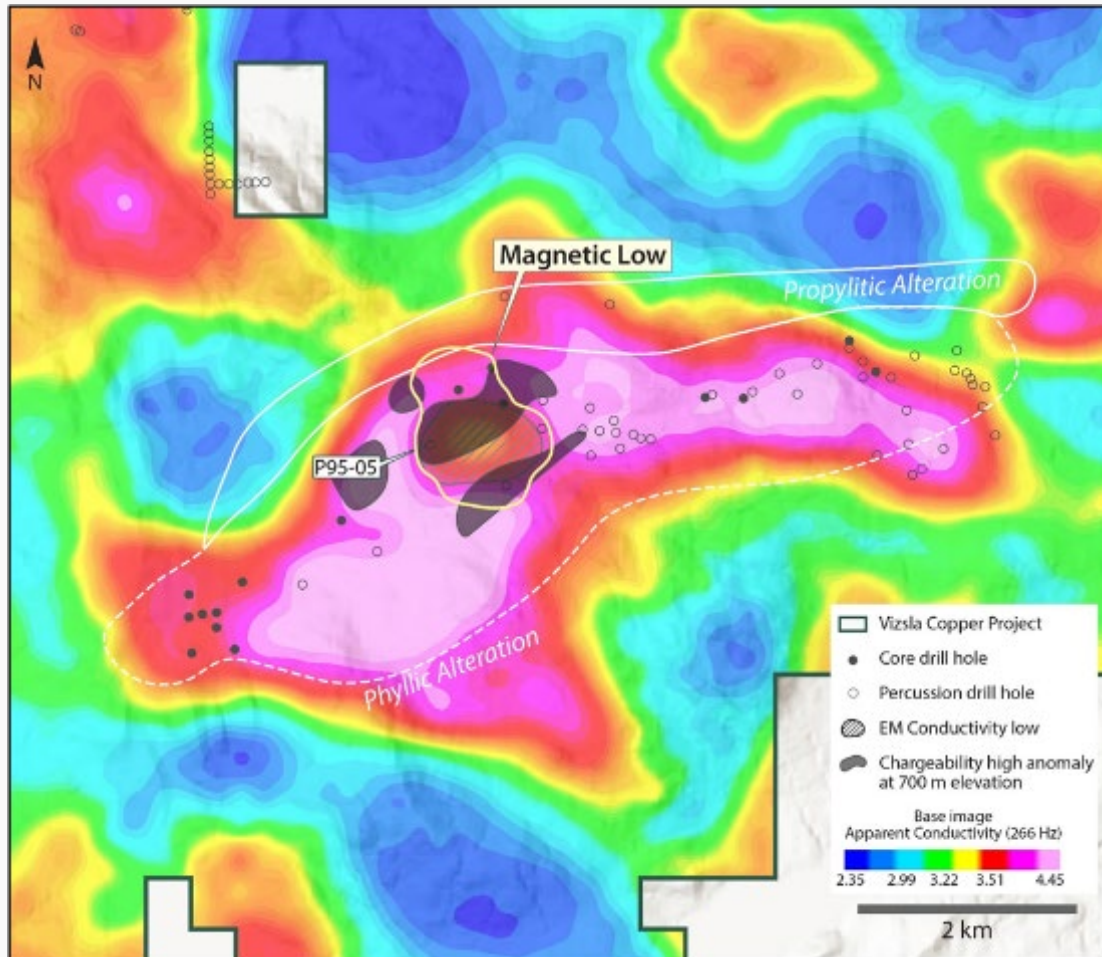 N
Magnetic Low
Propylitic Alteration
P95-05
Phyllic Alteration
Vizsla Copper Project
Core drill hole
Percussion drill hole
EM Conductivity low
Chargeability high anomaly
at 700 m elevation
Base image
Apparent Conductivity (266 Hz)
2.35 2.99 3.22 3.51 4.45
2 km